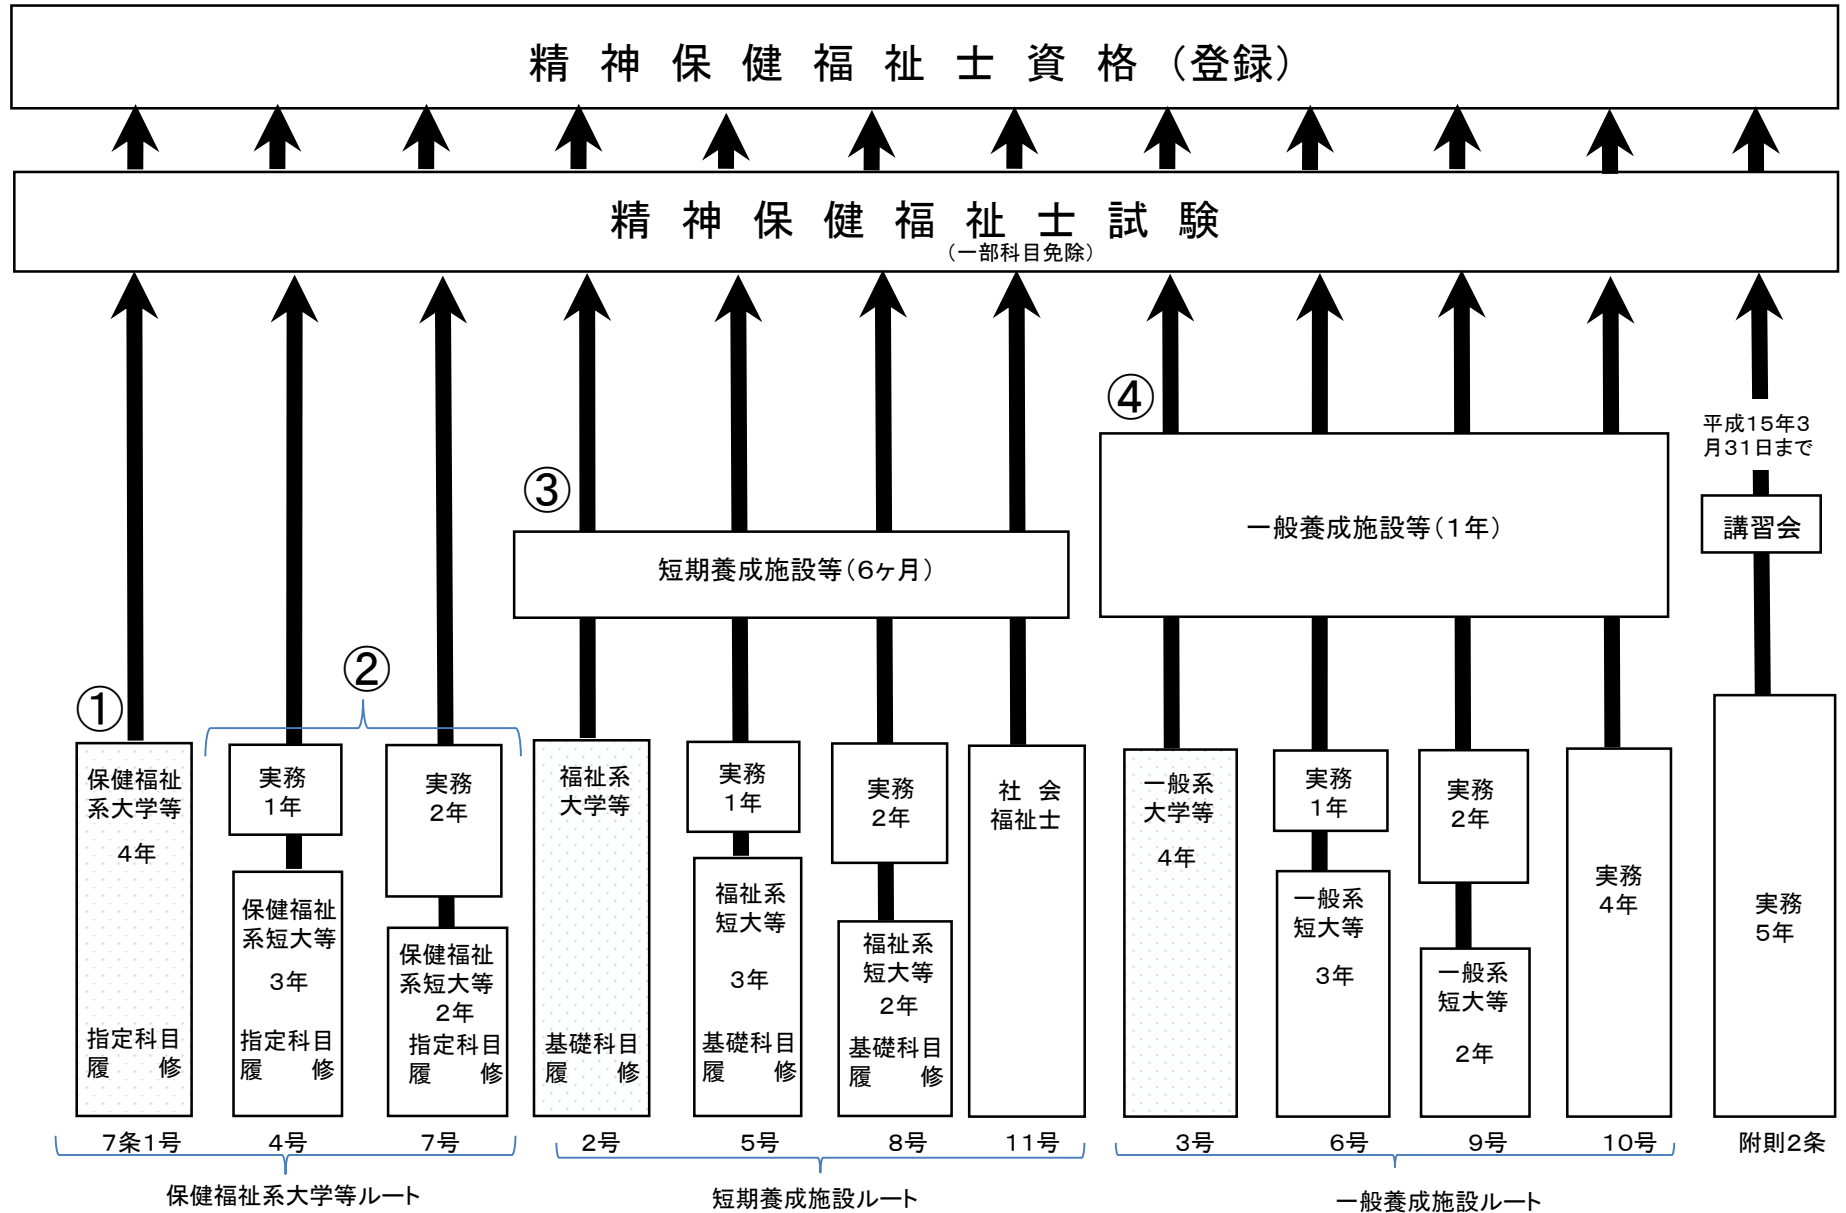 精神保健福祉士資格（登録）
精神保健福祉士試験
（一部科目免除）
④
平成１５年３
月３１日まで
③
一般養成施設等（１年）
講習会
短期養成施設等（６ヶ月）
②
①
保健福祉
系大学等
４年
指定科目
履　　修
実務
１年
保健福祉
系短大等
３年
指定科目
履　　修
実務
２年
保健福祉
系短大等
２年
指定科目
履　　修
福祉系
大学等
基礎科目
履　　修
実務
１年
福祉系
短大等
３年
基礎科目
履　　修
実務
２年
福祉系
短大等
２年
基礎科目
履　　修
社　会
福祉士
一般系
大学等
４年
実務
１年
一般系
短大等
３年
実務
２年
一般系
短大等
２年
実務
４年
実務
５年
７条１号
４号
７号
２号
５号
８号
１１号
３号
６号
９号
１０号
附則２条
保健福祉系大学等ルート
短期養成施設ルート
一般養成施設ルート